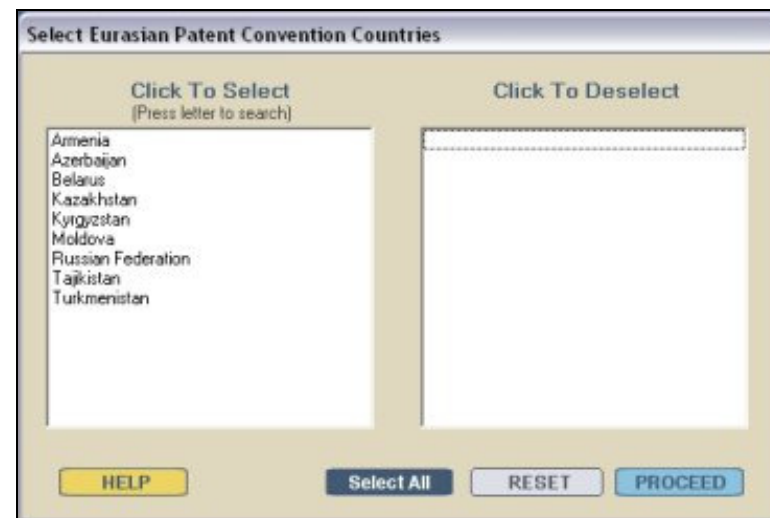 Select Eurasian Patent Convention Countries
Click To Select
(Press letter to search)
Armenia
Azerbaijan
Belarus
Kazakhstan
Kyrgyzstan
Moldova
Russian Federation
Tajikistan
Turkmenistan
Click To Deselect
HELP
Select All
RESET
PROCEED